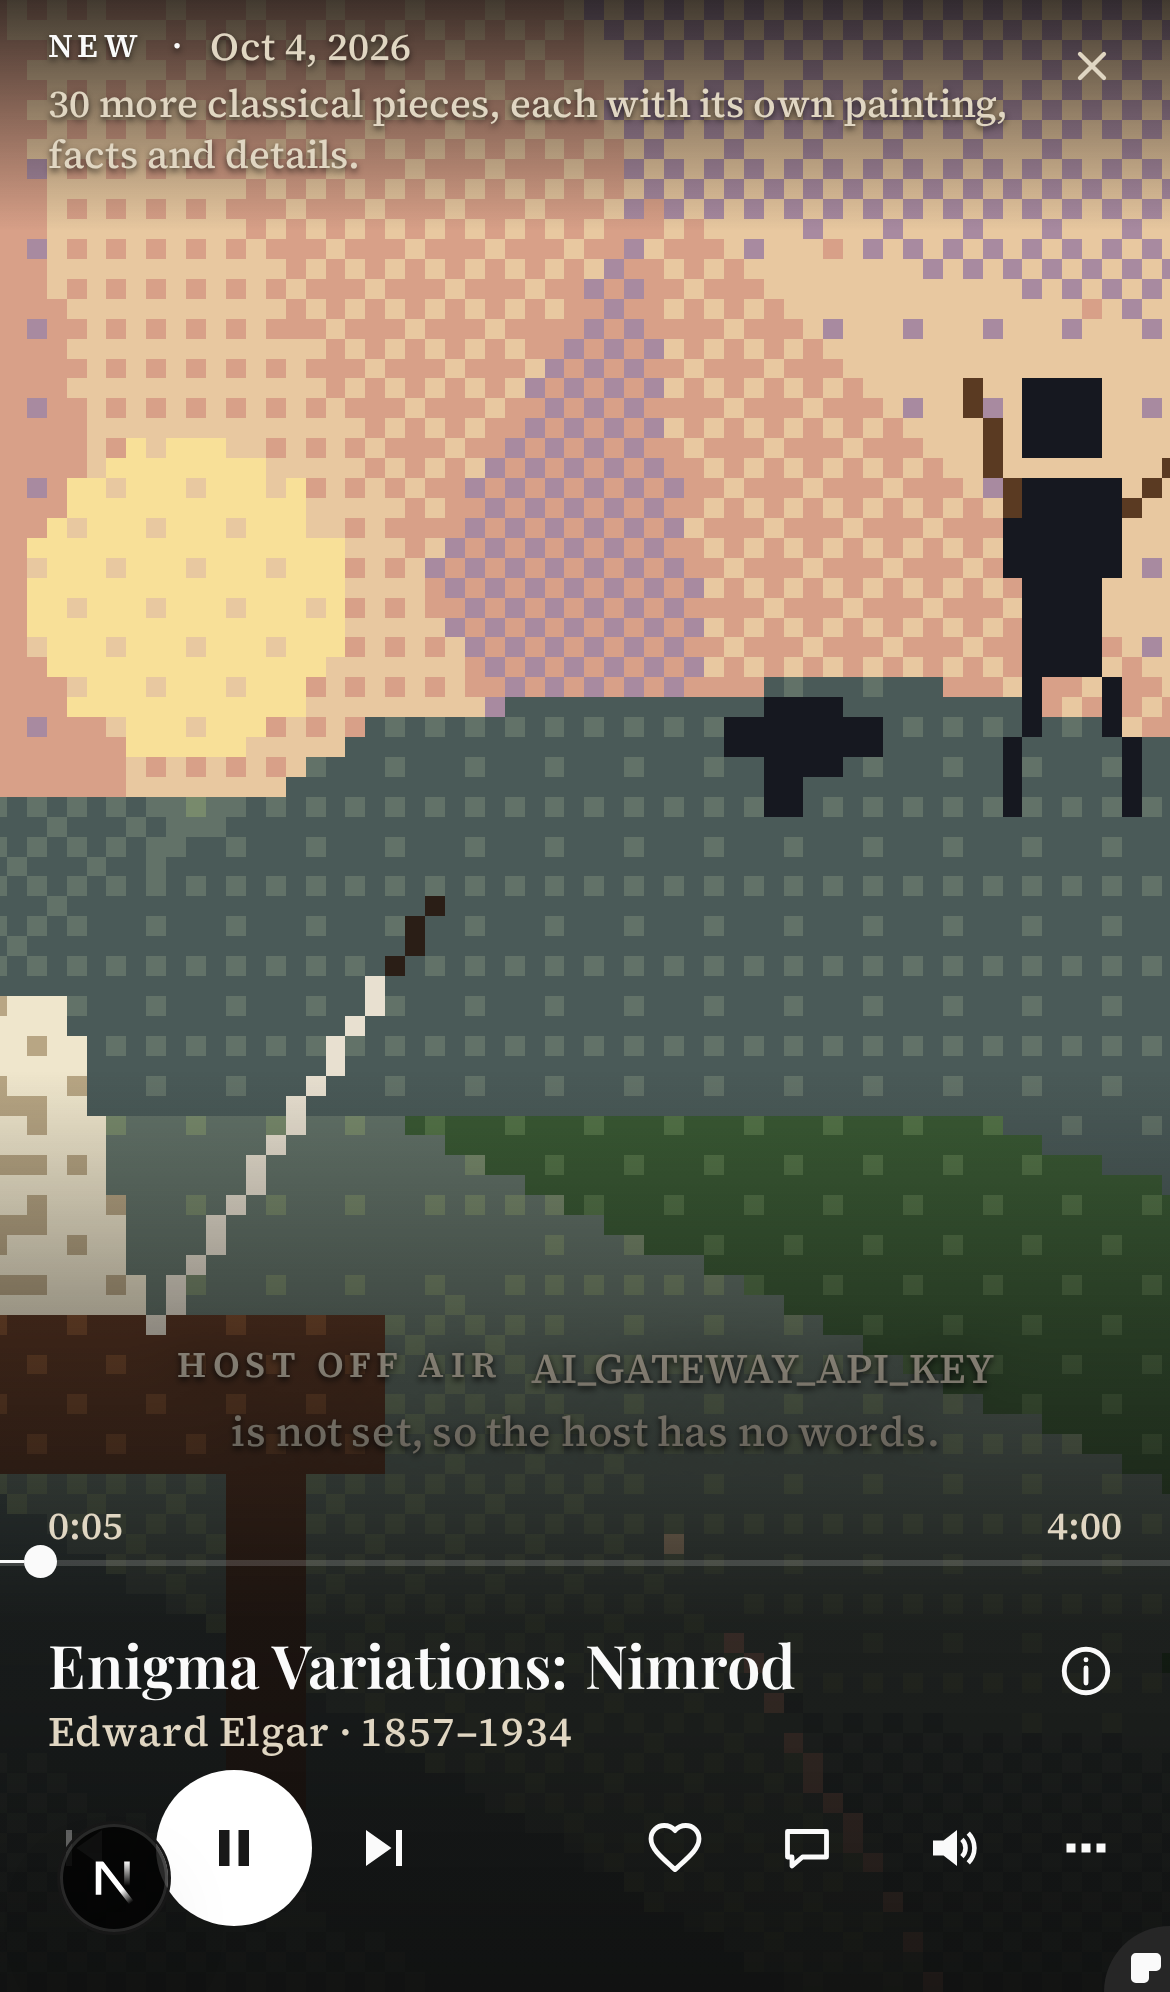 NEW · Oct 4, 2026
30 more classical pieces, each with its own painting,
facts and details.
HOST OFF AIR AI_GATEWAY_API_KEY
is not set, so the host has no words.
0:05
4:00
Enigma Variations: Nimrod
Edward Elgar · 1857–1934
N